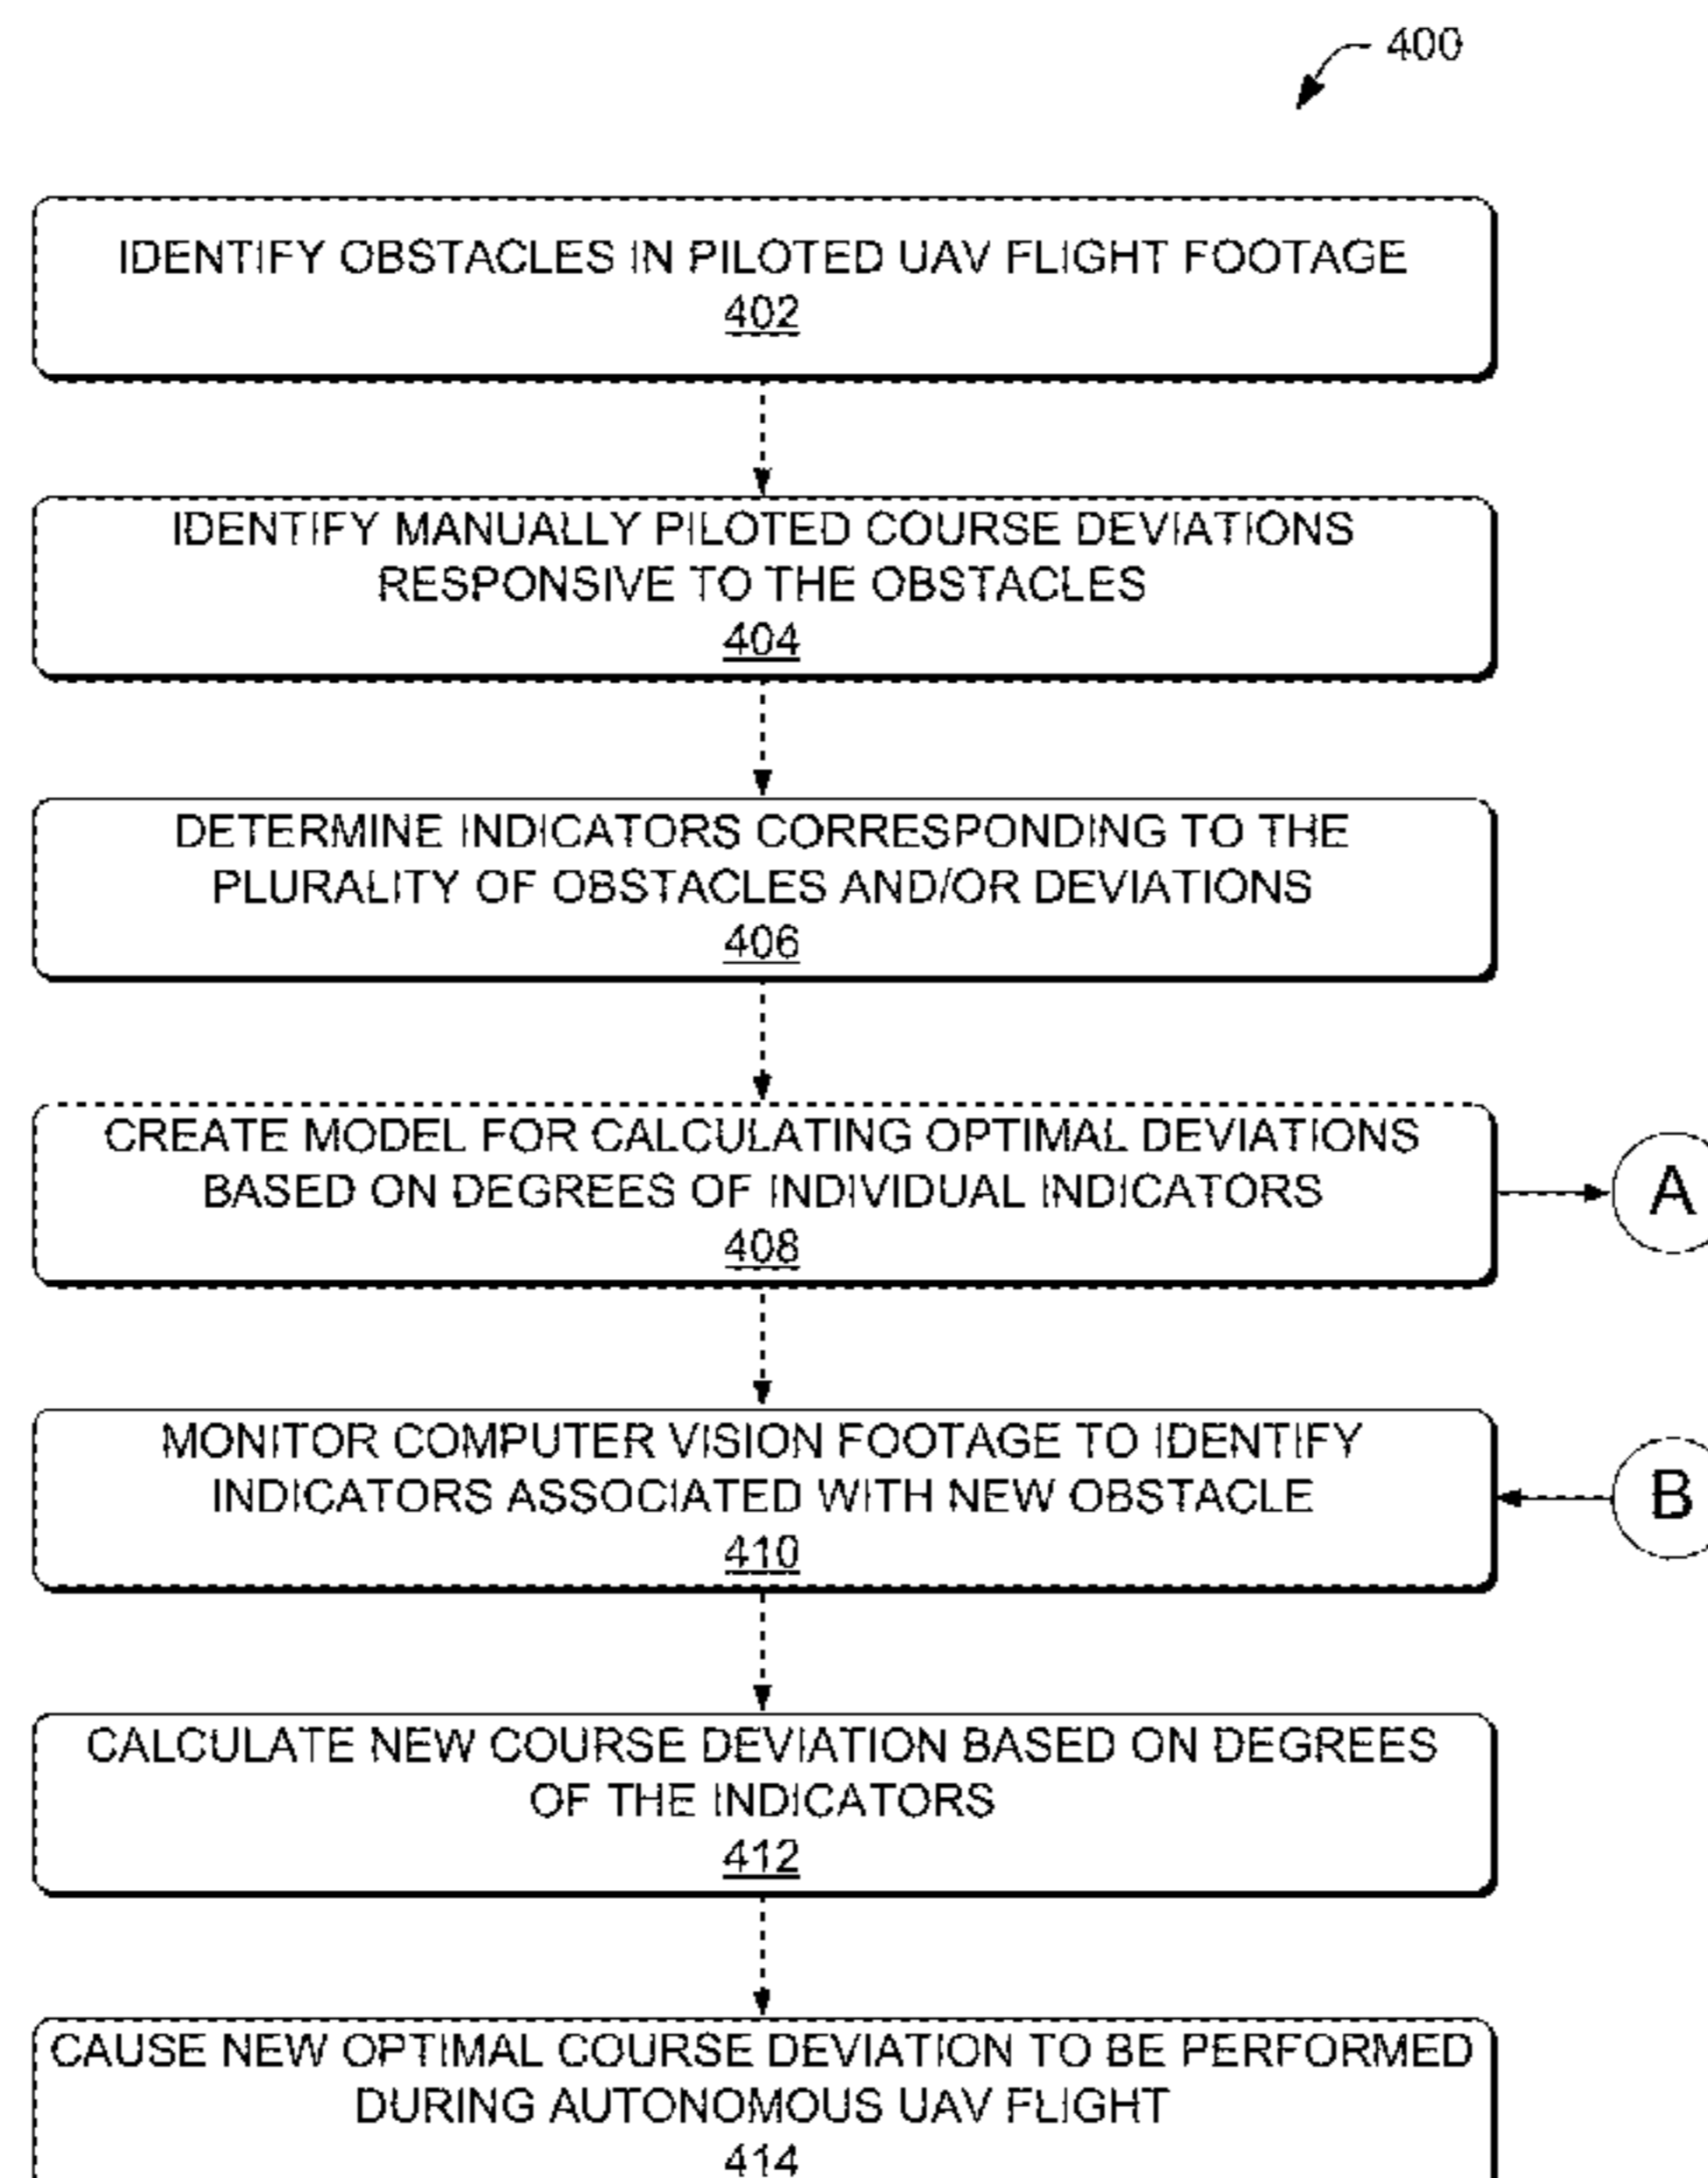 400
IDENTIFY OBSTACLES IN PILOTED UAV FLIGHT FOOTAGE
402
IDENTIFY MANUALLY PILOTED COURSE DEVIATIONS
RESPONSIVE TO THE OBSTACLES
404
DETERMINE INDICATORS CORRESPONDING TO THE
PLURALITY OF OBSTACLES AND/OR DEVIATIONS
406
CREATE MODEL FOR CALCULATING OPTIMAL DEVIATIONS
BASED ON DEGREES OF INDIVIDUAL INDICATORS
408
A
MONITOR COMPUTER VISION FOOTAGE TO IDENTIFY
INDICATORS ASSOCIATED WITH NEW OBSTACLE
410
B
CALCULATE NEW COURSE DEVIATION BASED ON DEGREES
OF THE INDICATORS
412
CAUSE NEW OPTIMAL COURSE DEVIATION TO BE PERFORMED
DURING AUTONOMOUS UAV FLIGHT
414